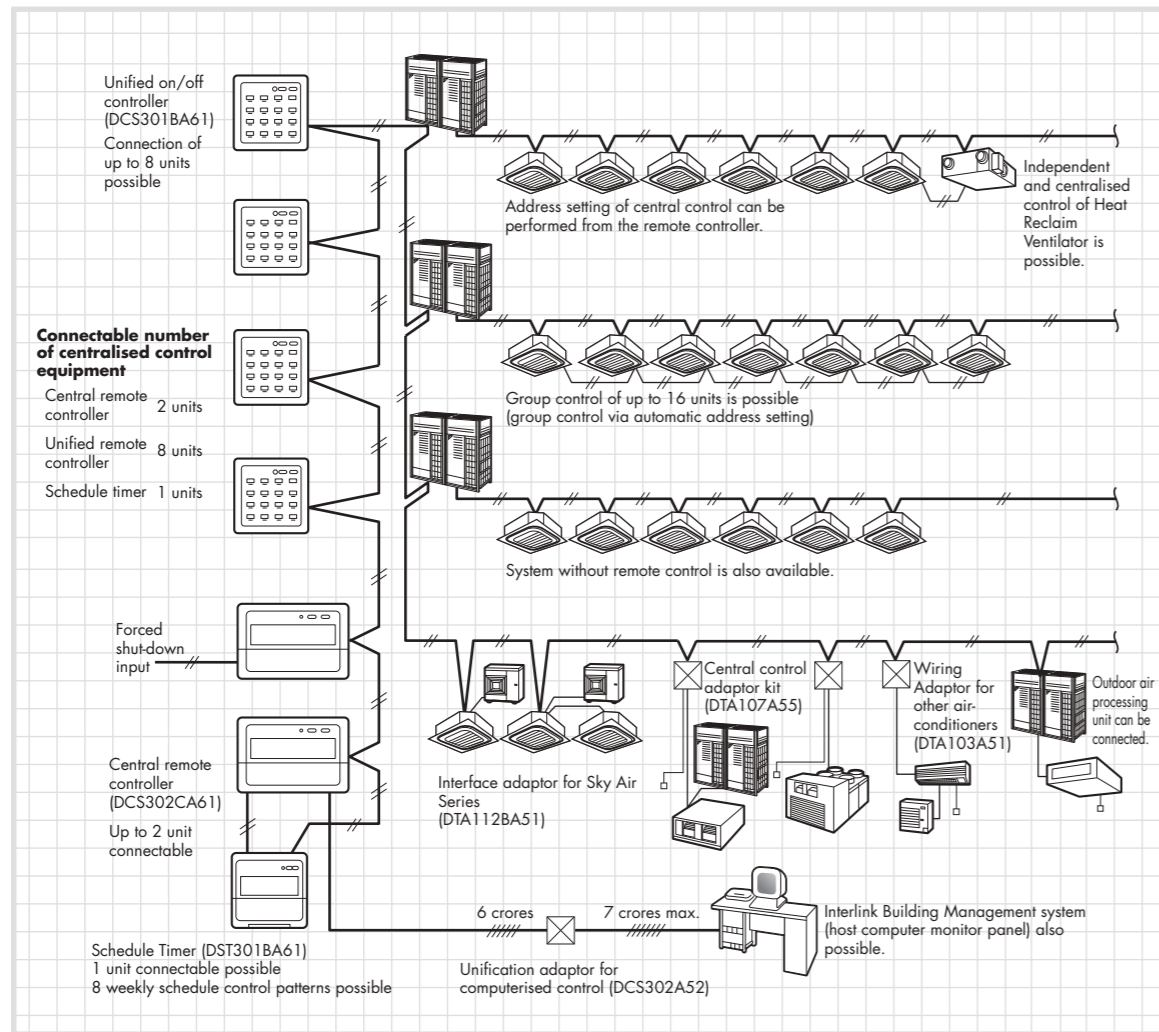 Unified on/off
controller
(DCS301BA61)
Connection of
up to 8 units
possible
Address setting of central control can be
performed from the remote controller.
Independent
and centralised
control of Heat
Reclaim
Ventilator is
possible.
Connectable number
of centralised control
equipment
Central remote
controller 2 units
Unified remote
controller 8 units
Schedule timer 1 units
Group control of up to 16 units is possible
(group control via automatic address setting)
System without remote control is also available.
Forced
shut-down
input
Central remote
controller
(DCS302CA61)
Up to 2 unit
connectable
Interface adaptor for Sky Air
Series
(DTA112BA51)
Central control
adaptor kit
(DTA107A55)
Wiring
Adaptor for
other air-
conditioners
(DTA103A51)
Outdoor air
processing
unit can be
connected.
Schedule Timer (DST301BA61)
1 unit connectable possible
8 weekly schedule control patterns possible
6 crores
7 crores max.
Unification adaptor for
computerised control (DCS302A52)
Interlink Building Management system
(host computer monitor panel) also
possible.